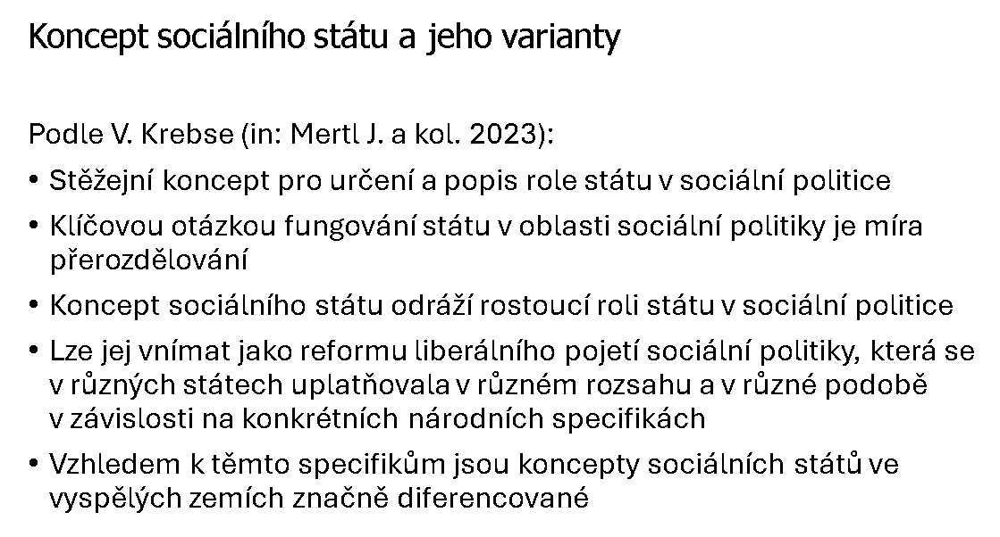 Koncept sociálního státu a jeho varianty
Podle V. Krebse (in: Mertl J. a kol. 2023):
• Stěžejní koncept pro určení a popis role státu v sociální politice
• Klíčovou otázkou fungování státu v oblasti sociální politiky je míra
přerozdělování
• Koncept sociálního státu odráží rostoucí roli státu v sociální politice
• Lze jej vnímat jako reformu liberálního pojetí sociální politiky, která se
v různých státech uplatňovala v různém rozsahu a v různé podobě
v závislosti na konkrétních národních specifikách
• Vzhledem k těmto specifikům jsou koncepty sociálních států ve
vyspělých zemích značně diferencované